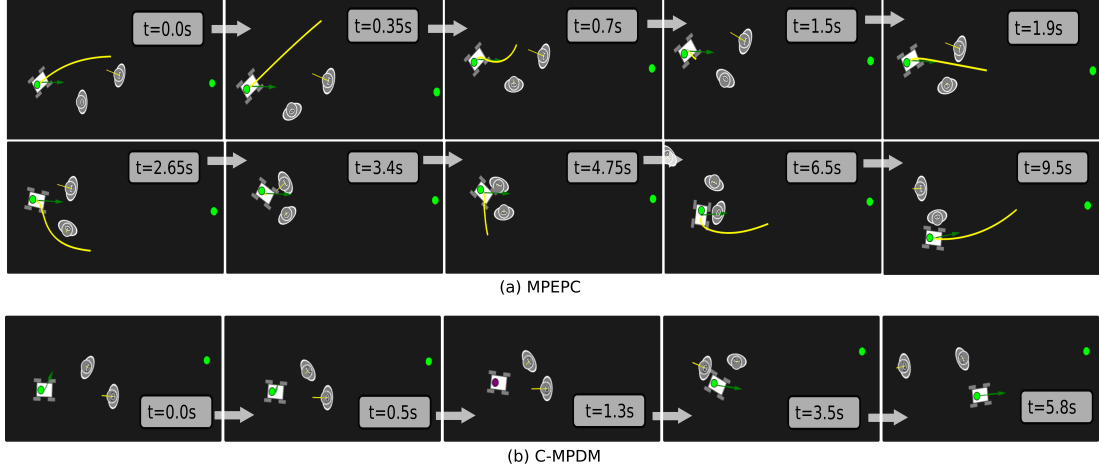 t=0.0s
t=0.35s
t=0.7s
t=1.5s
t=1.9s
t=2.65s
t=3.4s
t=4.75s
t=6.5s
t=9.5s
(a) MPEPC
t=0.0s
t=0.5s
t=1.3s
t=3.5s
t=5.8s
(b) C-MPDM